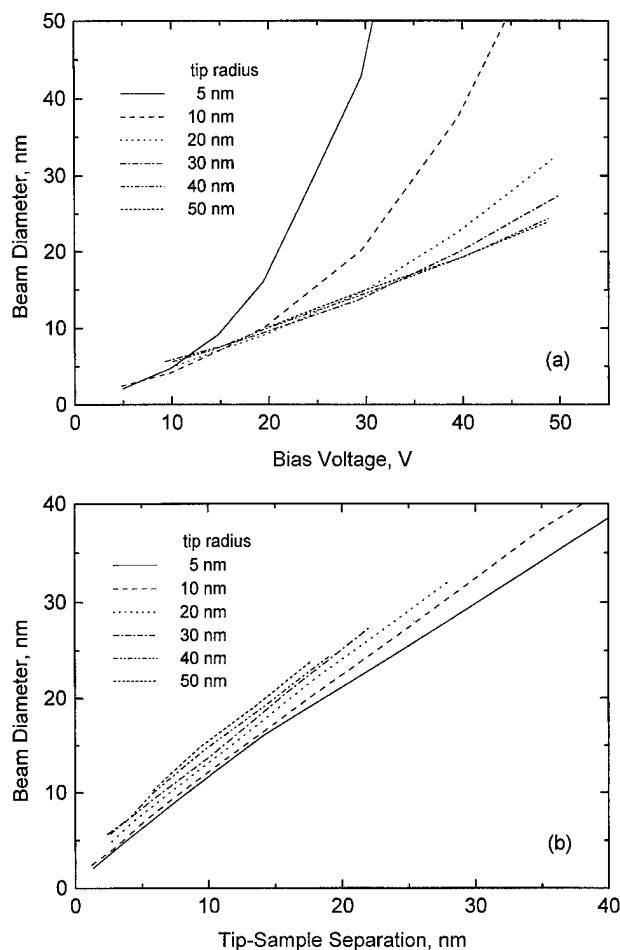 50
40
30
20
10
0
Beam Diameter, nm
tip radius
5 nm
10 nm
20 nm
30 nm
40 nm
50 nm
(a)
0 10 20 30 40 50
Bias Voltage, V
40
30
20
10
0
Beam Diameter, nm
tip radius
5 nm
10 nm
20 nm
30 nm
40 nm
50 nm
(b)
0 10 20 30 40
Tip-Sample Separation, nm